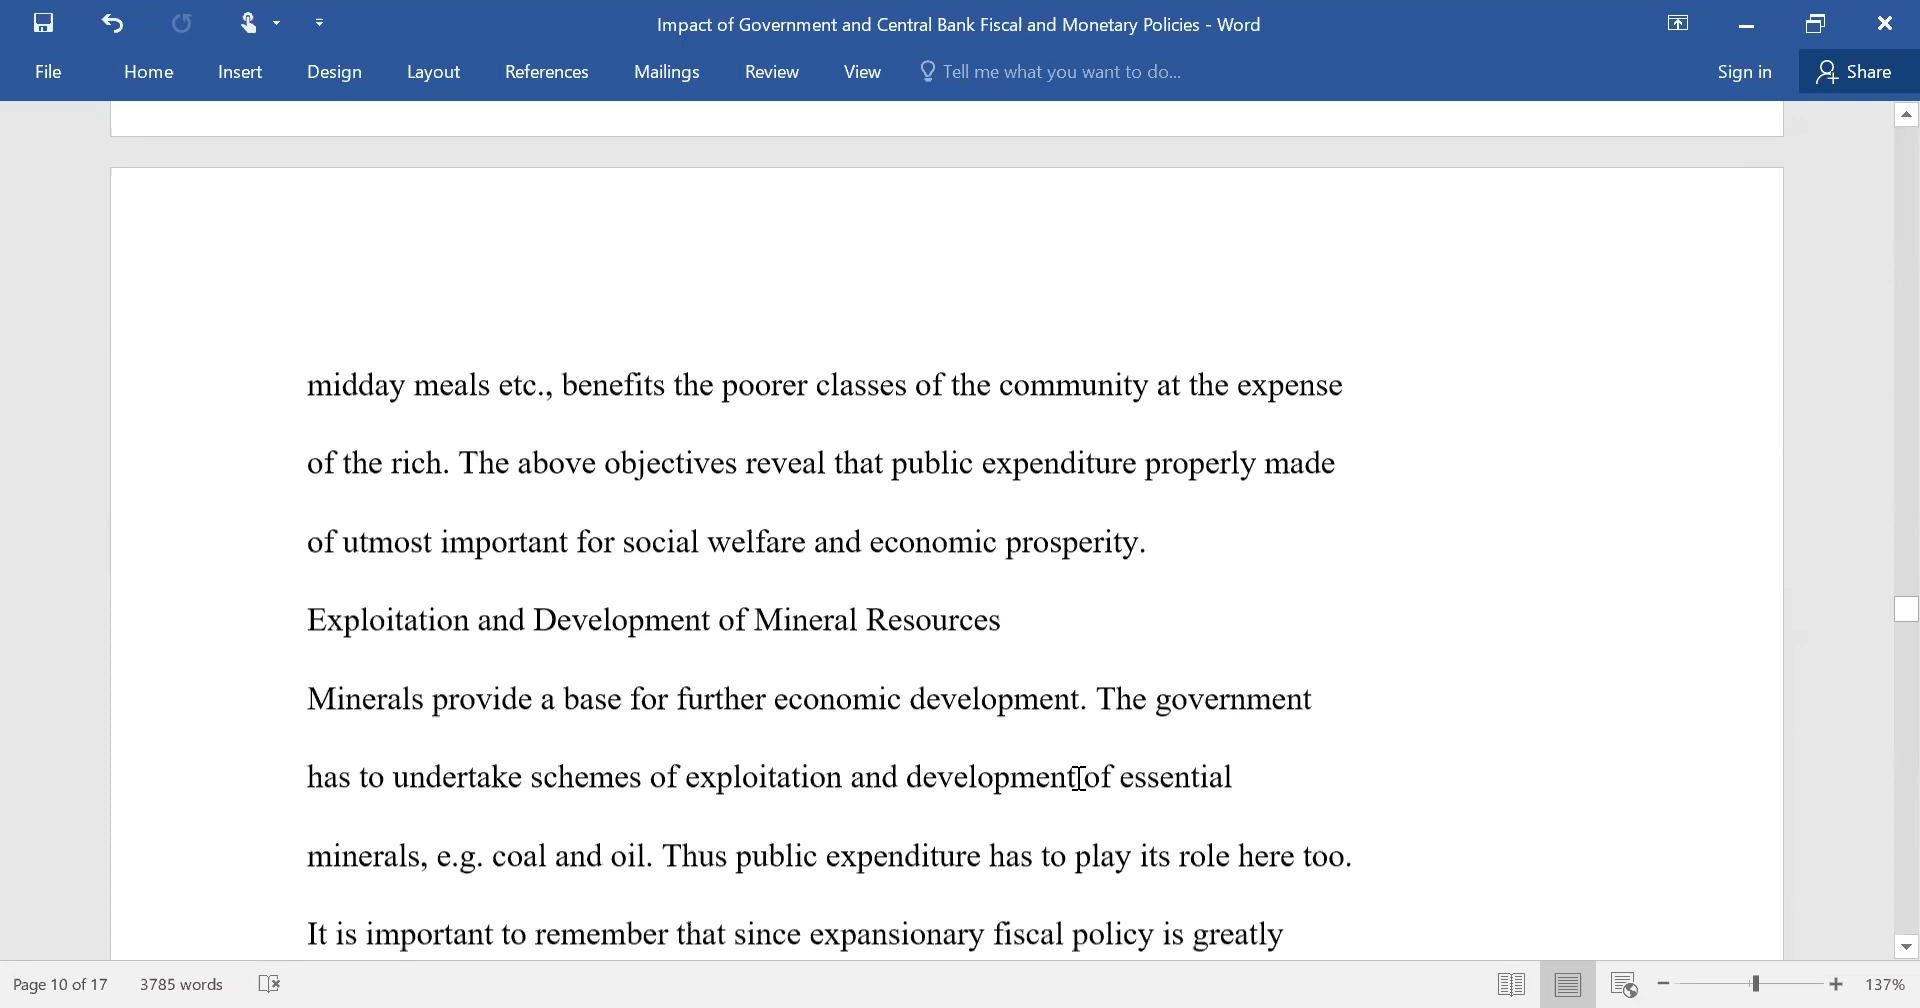 Impact of Government and Central Bank Fiscal and Monetary Policies - Word
File Home Insert Design Layout References Mailings Review View Tell me what you want to do... Sign in Share
midday meals etc., benefits the poorer classes of the community at the expense
of the rich. The above objectives reveal that public expenditure properly made
of utmost important for social welfare and economic prosperity.
Exploitation and Development of Mineral Resources
Minerals provide a base for further economic development. The government
has to undertake schemes of exploitation and development of essential
minerals, e.g. coal and oil. Thus public expenditure has to play its role here too.
It is important to remember that since expansionary fiscal policy is greatly
Page 10 of 17 3785 words 137%